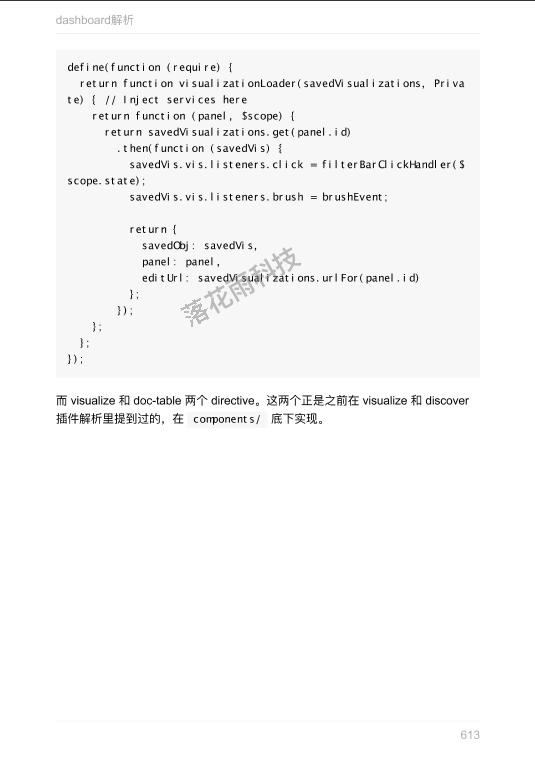 dashboard解析
define(function (require) {
  return function visualizationLoader(savedVisualizations, Priva
te) { // Inject services here
    return function (panel, $scope) {
      return savedVisualizations.get(panel.id)
        .then(function (savedVis) {
          savedVis.vis.listeners.click = filterBarClickHandler($
scope.state);
          savedVis.vis.listeners.brush = brushEvent;

          return {
            savedObj: savedVis,
            panel: panel,
            editUrl: savedVisualizations.urlFor(panel.id)
          };
        });
    };
  };
});
落花雨科技
而 visualize 和 doc-table 两个 directive。这两个正是之前在 visualize 和 discover
插件解析里提到过的，在 components/ 底下实现。
613